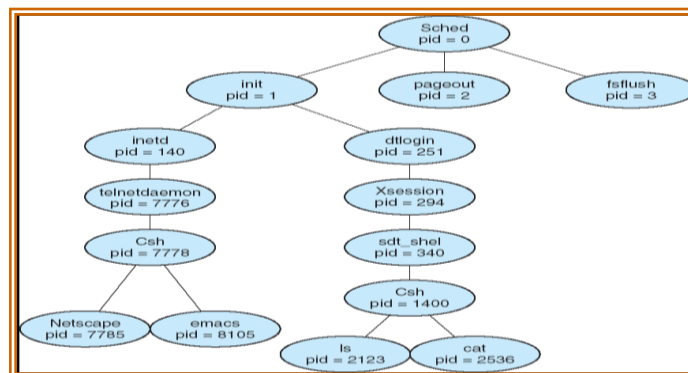 Sched
pid = 0
init
pid = 1
pageout
pid = 2
fsflush
pid = 3
inetd
pid = 140
dtlogin
pid = 251
telnetdaemon
pid = 7776
Xsession
pid = 294
Csh
pid = 7778
sdt_shel
pid = 340
Csh
pid = 1400
Netscape
pid = 7785
emacs
pid = 8105
ls
pid = 2123
cat
pid = 2536